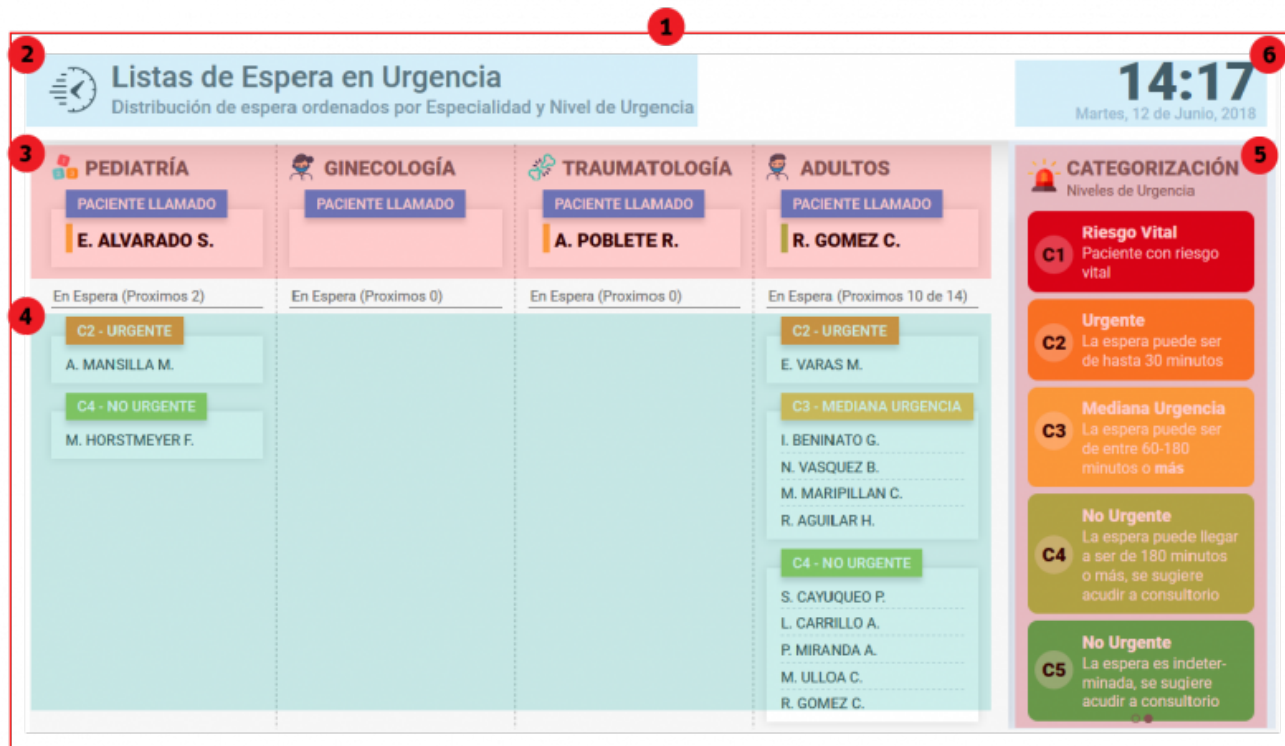 1
2
Listas de Espera en Urgencia
Distribución de espera ordenados por Especialidad y Nivel de Urgencia
6
14:17
Martes, 12 de Junio, 2018
3
PEDIATRÍA
PACIENTE LLAMADO
E. ALVARADO S.
GINECOLOGÍA
PACIENTE LLAMADO
TRAUMATOLOGÍA
PACIENTE LLAMADO
A. POBLETE R.
ADULTOS
PACIENTE LLAMADO
R. GOMEZ C.
4
En Espera (Proximos 2)
C2 - URGENTE
A. MANSILLA M.
C4 - NO URGENTE
M. HORSTMEYER F.
En Espera (Proximos 0)
En Espera (Proximos 0)
En Espera (Proximos 10 de 14)
C2 - URGENTE
E. VARAS M.
C3 - MEDIANA URGENCIA
I. BENINATO G.
N. VASQUEZ B.
M. MARIPILLAN C.
R. AGUILAR H.
C4 - NO URGENTE
S. CAYUQUEO P.
L. CARRILLO A.
P. MIRANDA A.
M. ULLOA C.
R. GOMEZ C.
5
CATEGORIZACIÓN
Niveles de Urgencia
C1
Riesgo Vital
Paciente con riesgo
vital
C2
Urgente
La espera puede ser
de hasta 30 minutos
C3
Mediana Urgencia
La espera puede ser
de entre 60-180
minutos o más
C4
No Urgente
La espera puede llegar
a ser de 180 minutos
o más, se sugiere
acudir a consultorio
C5
No Urgente
La espera es indeter-
minada, se sugiere
acudir a consultorio